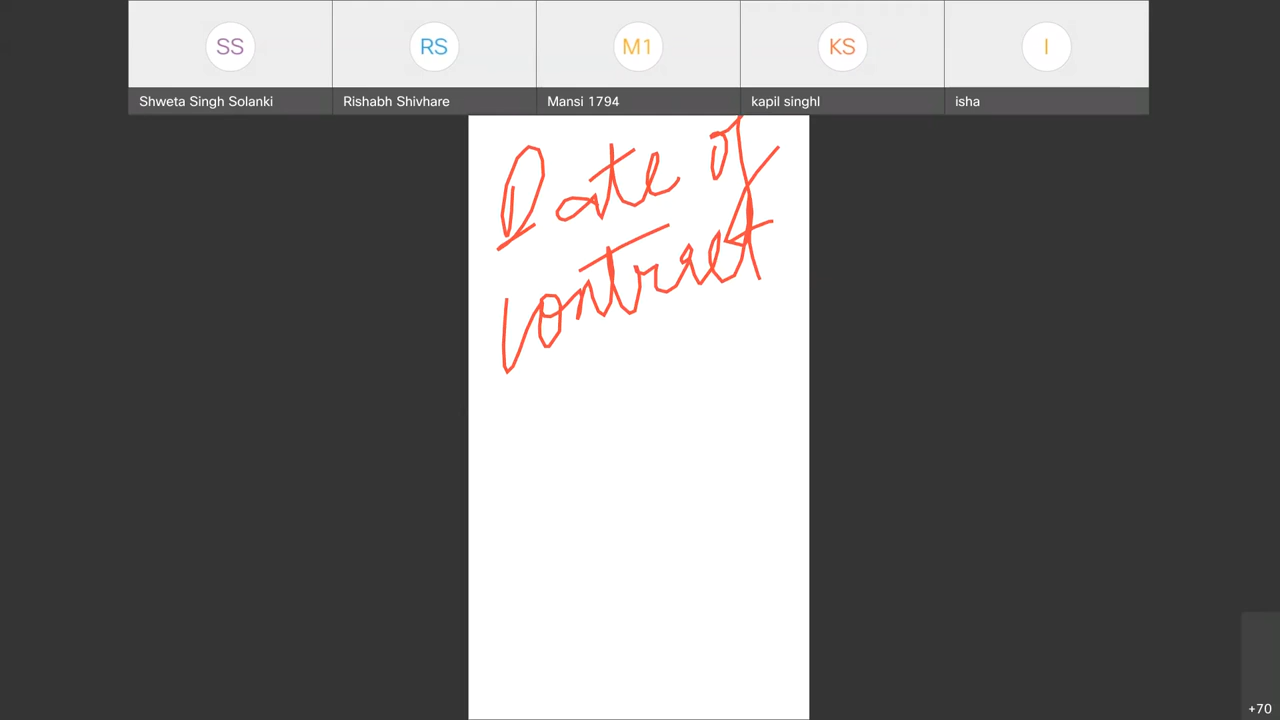 SS RS M1 KS I
Shweta Singh Solanki Rishabh Shivhare Mansi 1794 kapil singhl isha
Date of
contract
+70